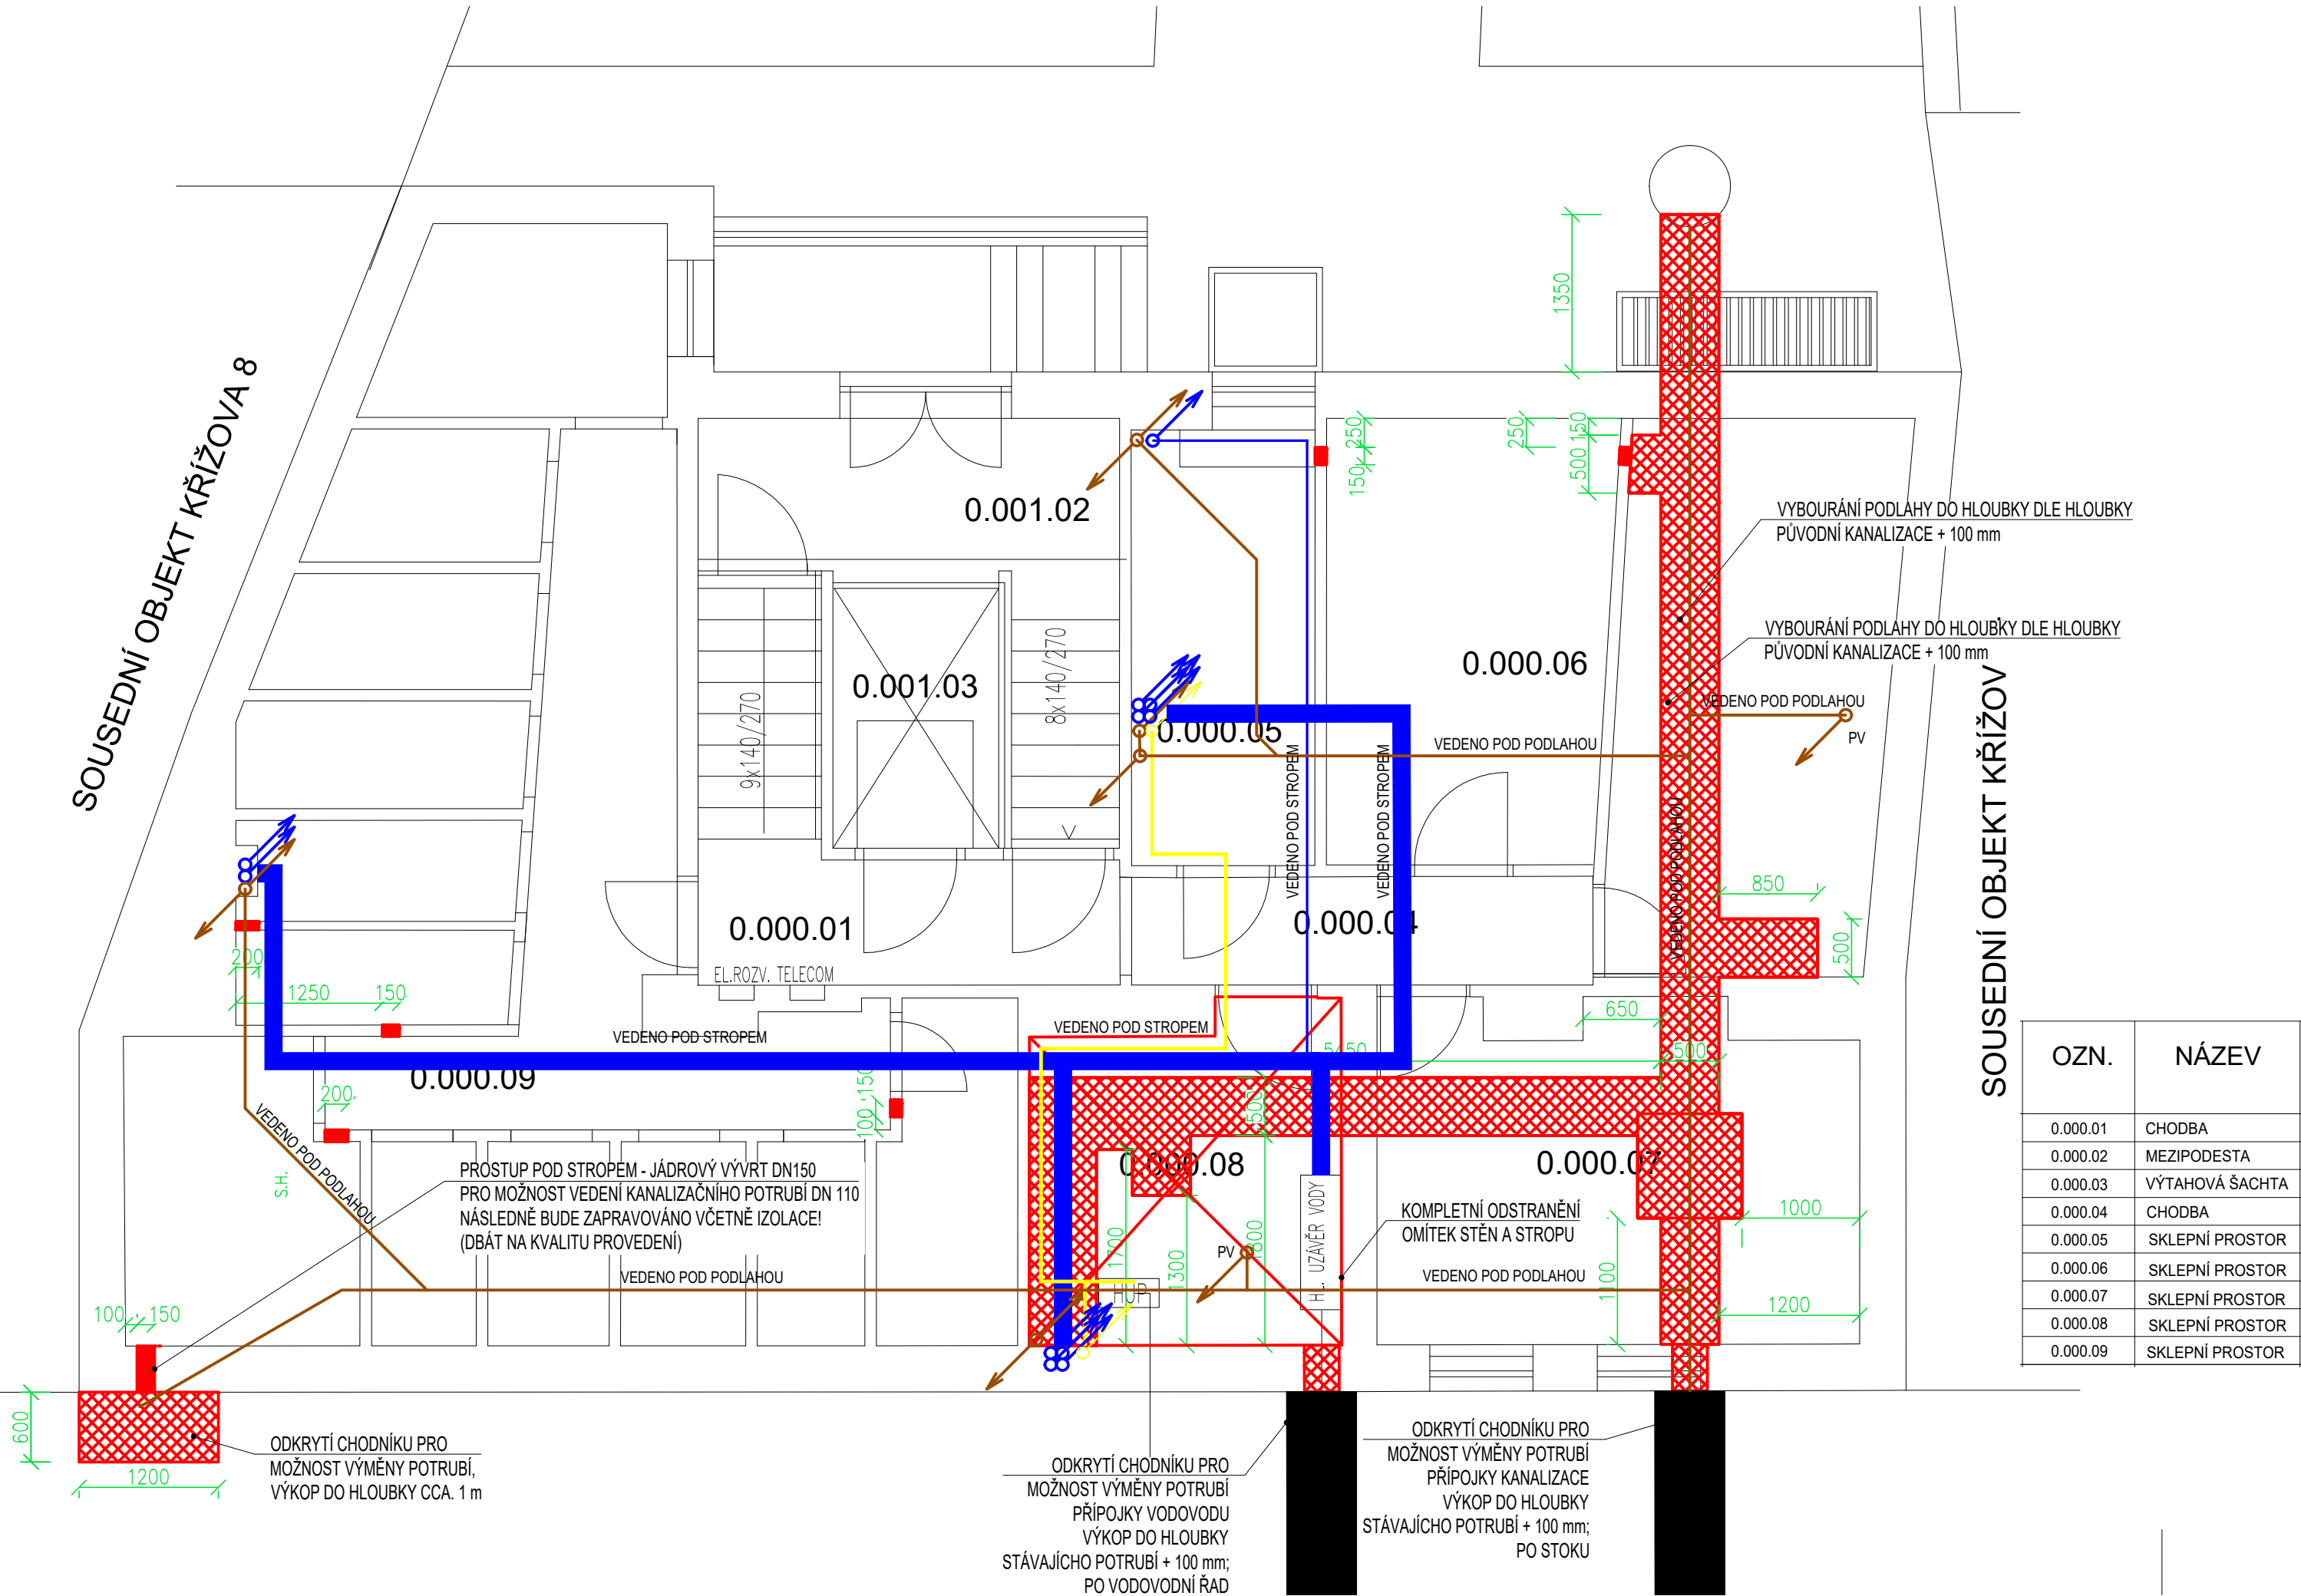 1350
SOUSEDNÍ OBJEKT KŘÍŽOVA 8
250
150
250
150
500
0.001.02
VYBOURÁNÍ PODLAHY DO HLOUBKY DLE HLOUBKY
PŮVODNÍ KANALIZACE + 100 mm
VYBOURÁNÍ PODLAHY DO HLOUBKY DLE HLOUBKY
PŮVODNÍ KANALIZACE + 100 mm
0.001.03
9x140/270
8x140/270
0.000.06
0.000.05
VEDENO POD PODLAHOU
PV
VEDENO POD PODLAHOU
VEDENO POD STROPEM
VEDENO POD STROPEM
VEDENO POD PODLAHOU
SOUSEDNÍ OBJEKT KŘÍŽOV
850
500
0.000.01
0.000.04
EL.ROZV. TELECOM
200
1250
150
650
VEDENO POD STROPEM
VEDENO POD STROPEM
500
0.000.09
200
100
150
500
VEDENO POD PODLAHOU
S.H.
PROSTUP POD STROPEM - JÁDROVÝ VÝVRT DN150
PRO MOŽNOST VEDENÍ KANALIZAČNÍHO POTRUBÍ DN 110
NÁSLEDNĚ BUDE ZAPRAVOVÁNO VČETNĚ IZOLACE!
(DBÁT NA KVALITU PROVEDENÍ)
0.000.08
0.000.07
KOMPLETNÍ ODSTRANĚNÍ
OMÍTEK STĚN A STROPU
HL. UZÁVĚR VODY
1700
1300
1800
PV
HUP
1100
1000
1200
VEDENO POD PODLAHOU
VEDENO POD PODLAHOU
100
150
600
1200
ODKRYTÍ CHODNÍKU PRO
MOŽNOST VÝMĚNY POTRUBÍ,
VÝKOP DO HLOUBKY CCA. 1 m
ODKRYTÍ CHODNÍKU PRO
MOŽNOST VÝMĚNY POTRUBÍ
PŘÍPOJKY VODOVODU
VÝKOP DO HLOUBKY
STÁVAJÍCHO POTRUBÍ + 100 mm;
PO VODOVODNÍ ŘAD
ODKRYTÍ CHODNÍKU PRO
MOŽNOST VÝMĚNY POTRUBÍ
PŘÍPOJKY KANALIZACE
VÝKOP DO HLOUBKY
STÁVAJÍCHO POTRUBÍ + 100 mm;
PO STOKU
OZN. NÁZEV
0.000.01 CHODBA
0.000.02 MEZIPODESTA
0.000.03 VÝTAHOVÁ ŠACHTA
0.000.04 CHODBA
0.000.05 SKLEPNÍ PROSTOR
0.000.06 SKLEPNÍ PROSTOR
0.000.07 SKLEPNÍ PROSTOR
0.000.08 SKLEPNÍ PROSTOR
0.000.09 SKLEPNÍ PROSTOR